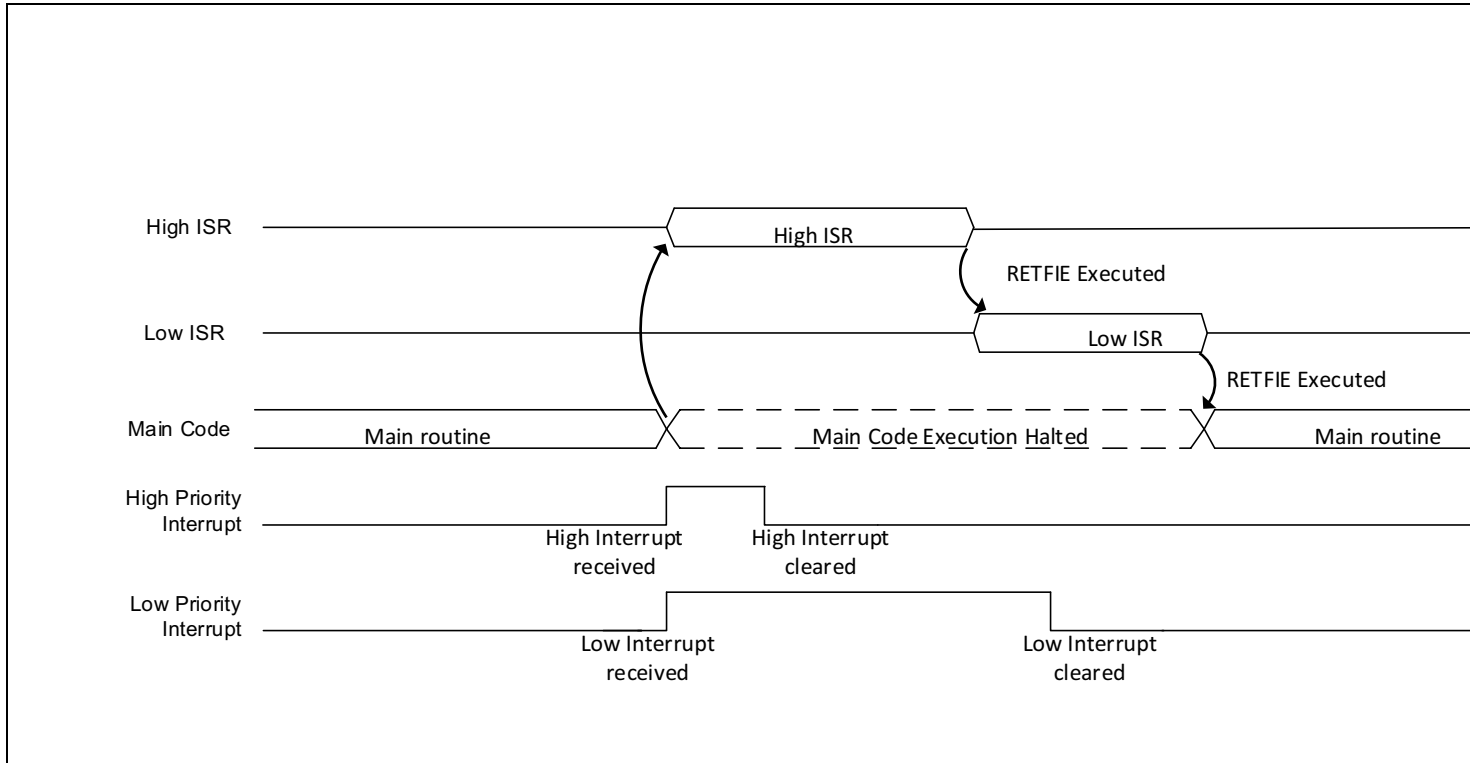 High ISR
High ISR
RETFIE Executed
Low ISR
Low ISR
RETFIE Executed
Main Code
Main routine
Main Code Execution Halted
Main routine
High Priority
Interrupt
High Interrupt
received
High Interrupt
cleared
Low Priority
Interrupt
Low Interrupt
received
Low Interrupt
cleared